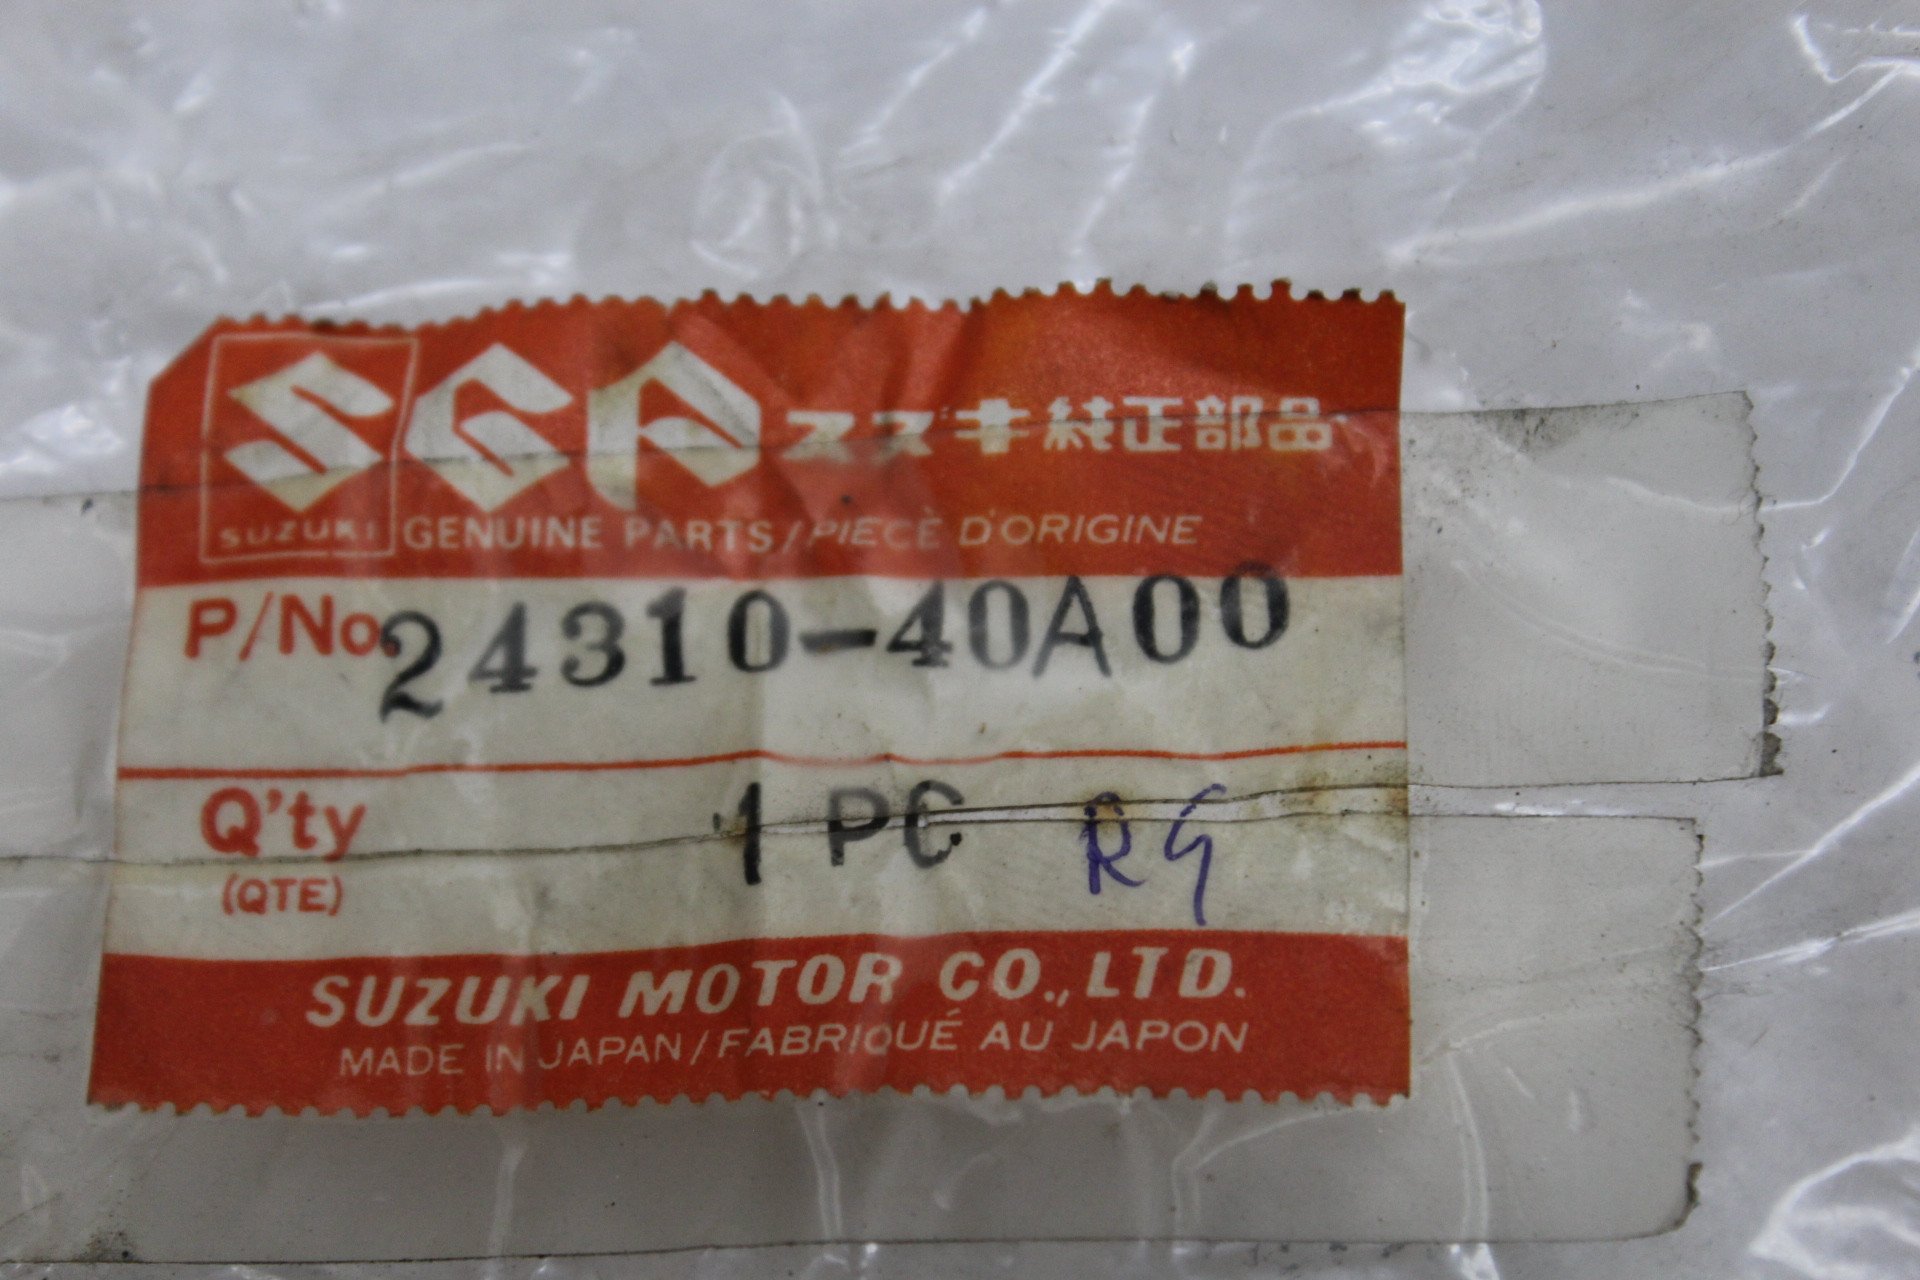 SGP スズキ純正部品
SUZUKI GENUINE PARTS/PIECE D'ORIGINE
P/No. 24310-40A00
Q'ty 1 PC RG
(QTE)
SUZUKI MOTOR CO., LTD.
MADE IN JAPAN/FABRIQUÉ AU JAPON